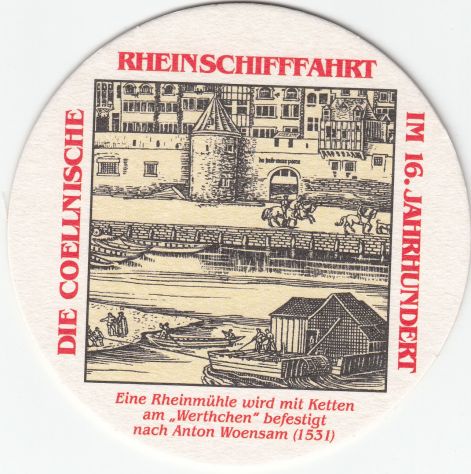 DIE COELLNISCHE
RHEINSCHIFFFAHRT
IM 16. JAHRHUNDERT
Eine Rheinmühle wird mit Ketten
am „Werthchen“ befestigt
nach Anton Woensam (1531)